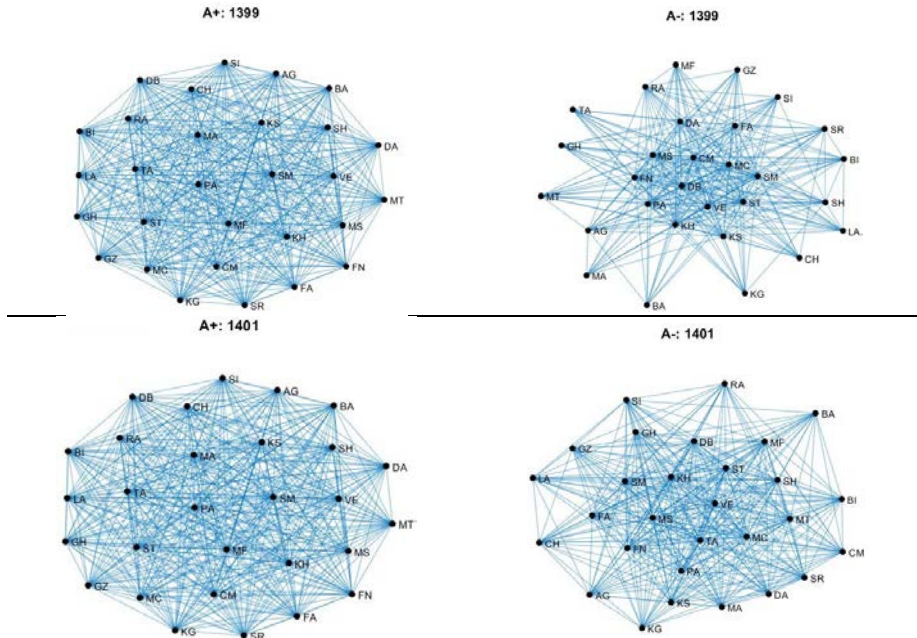 A+: 1399
SI
AG
DB
CH
BA
RA
KS
BI
MA
SH
DA
TA
SM
VE
LA
PA
MT
GH
ST
MF
MS
KH
GZ
MC
CM
FN
FA
KG
SR
A-: 1399
MF
GZ
RA
SI
TA
DA
FA
SR
GH
MS
CM
MC
BI
FN
SM
DB
MT
PA
VE
ST
SH
AG
KH
KS
LA
CH
MA
KG
BA
A+: 1401
SI
AG
DB
CH
BA
RA
KS
BI
MA
SH
DA
TA
SM
VE
LA
PA
MT
GH
ST
MF
MS
KH
GZ
MC
CM
FN
FA
KG
SR
A-: 1401
RA
SI
BA
GH
DB
MF
GZ
ST
LA
SM
KH
SH
BI
VE
FA
MS
MT
CH
FN
TA
MC
CM
PA
SR
AG
KS
MA
DA
KG